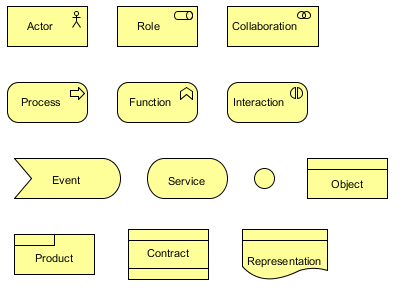 Actor
Role
Collaboration
Process
Function
Interaction
Event
Service
Object
Product
Contract
Representation